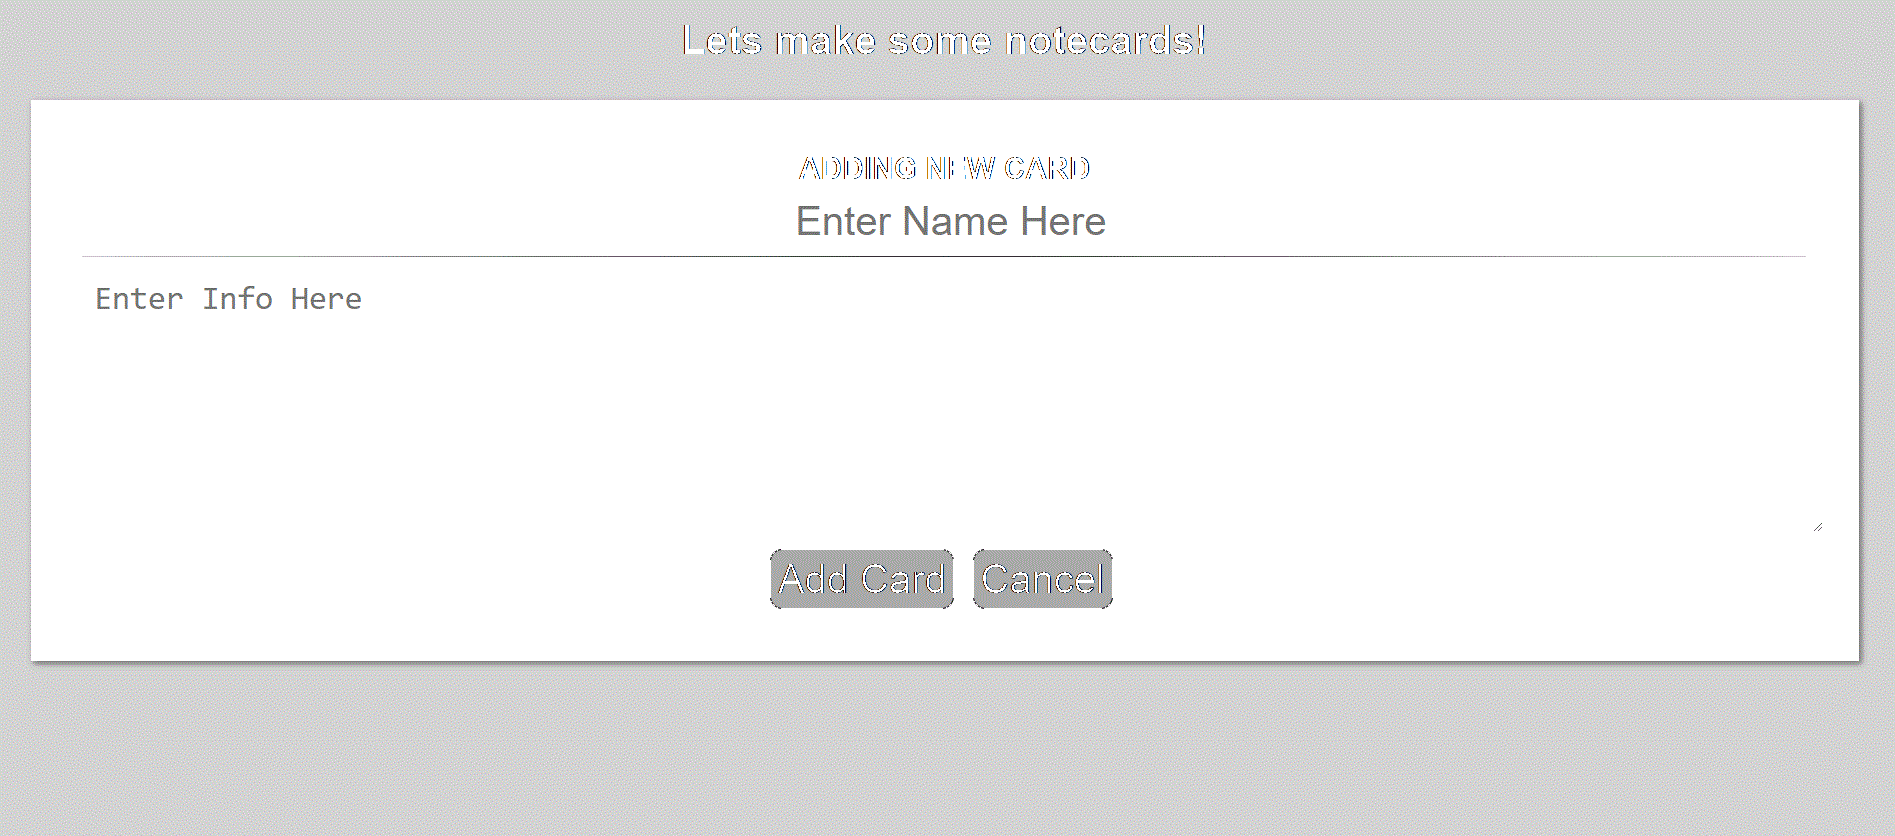 Lets make some notecards!
ADDING NEW CARD
Enter Name Here
Enter Info Here
Add Card Cancel